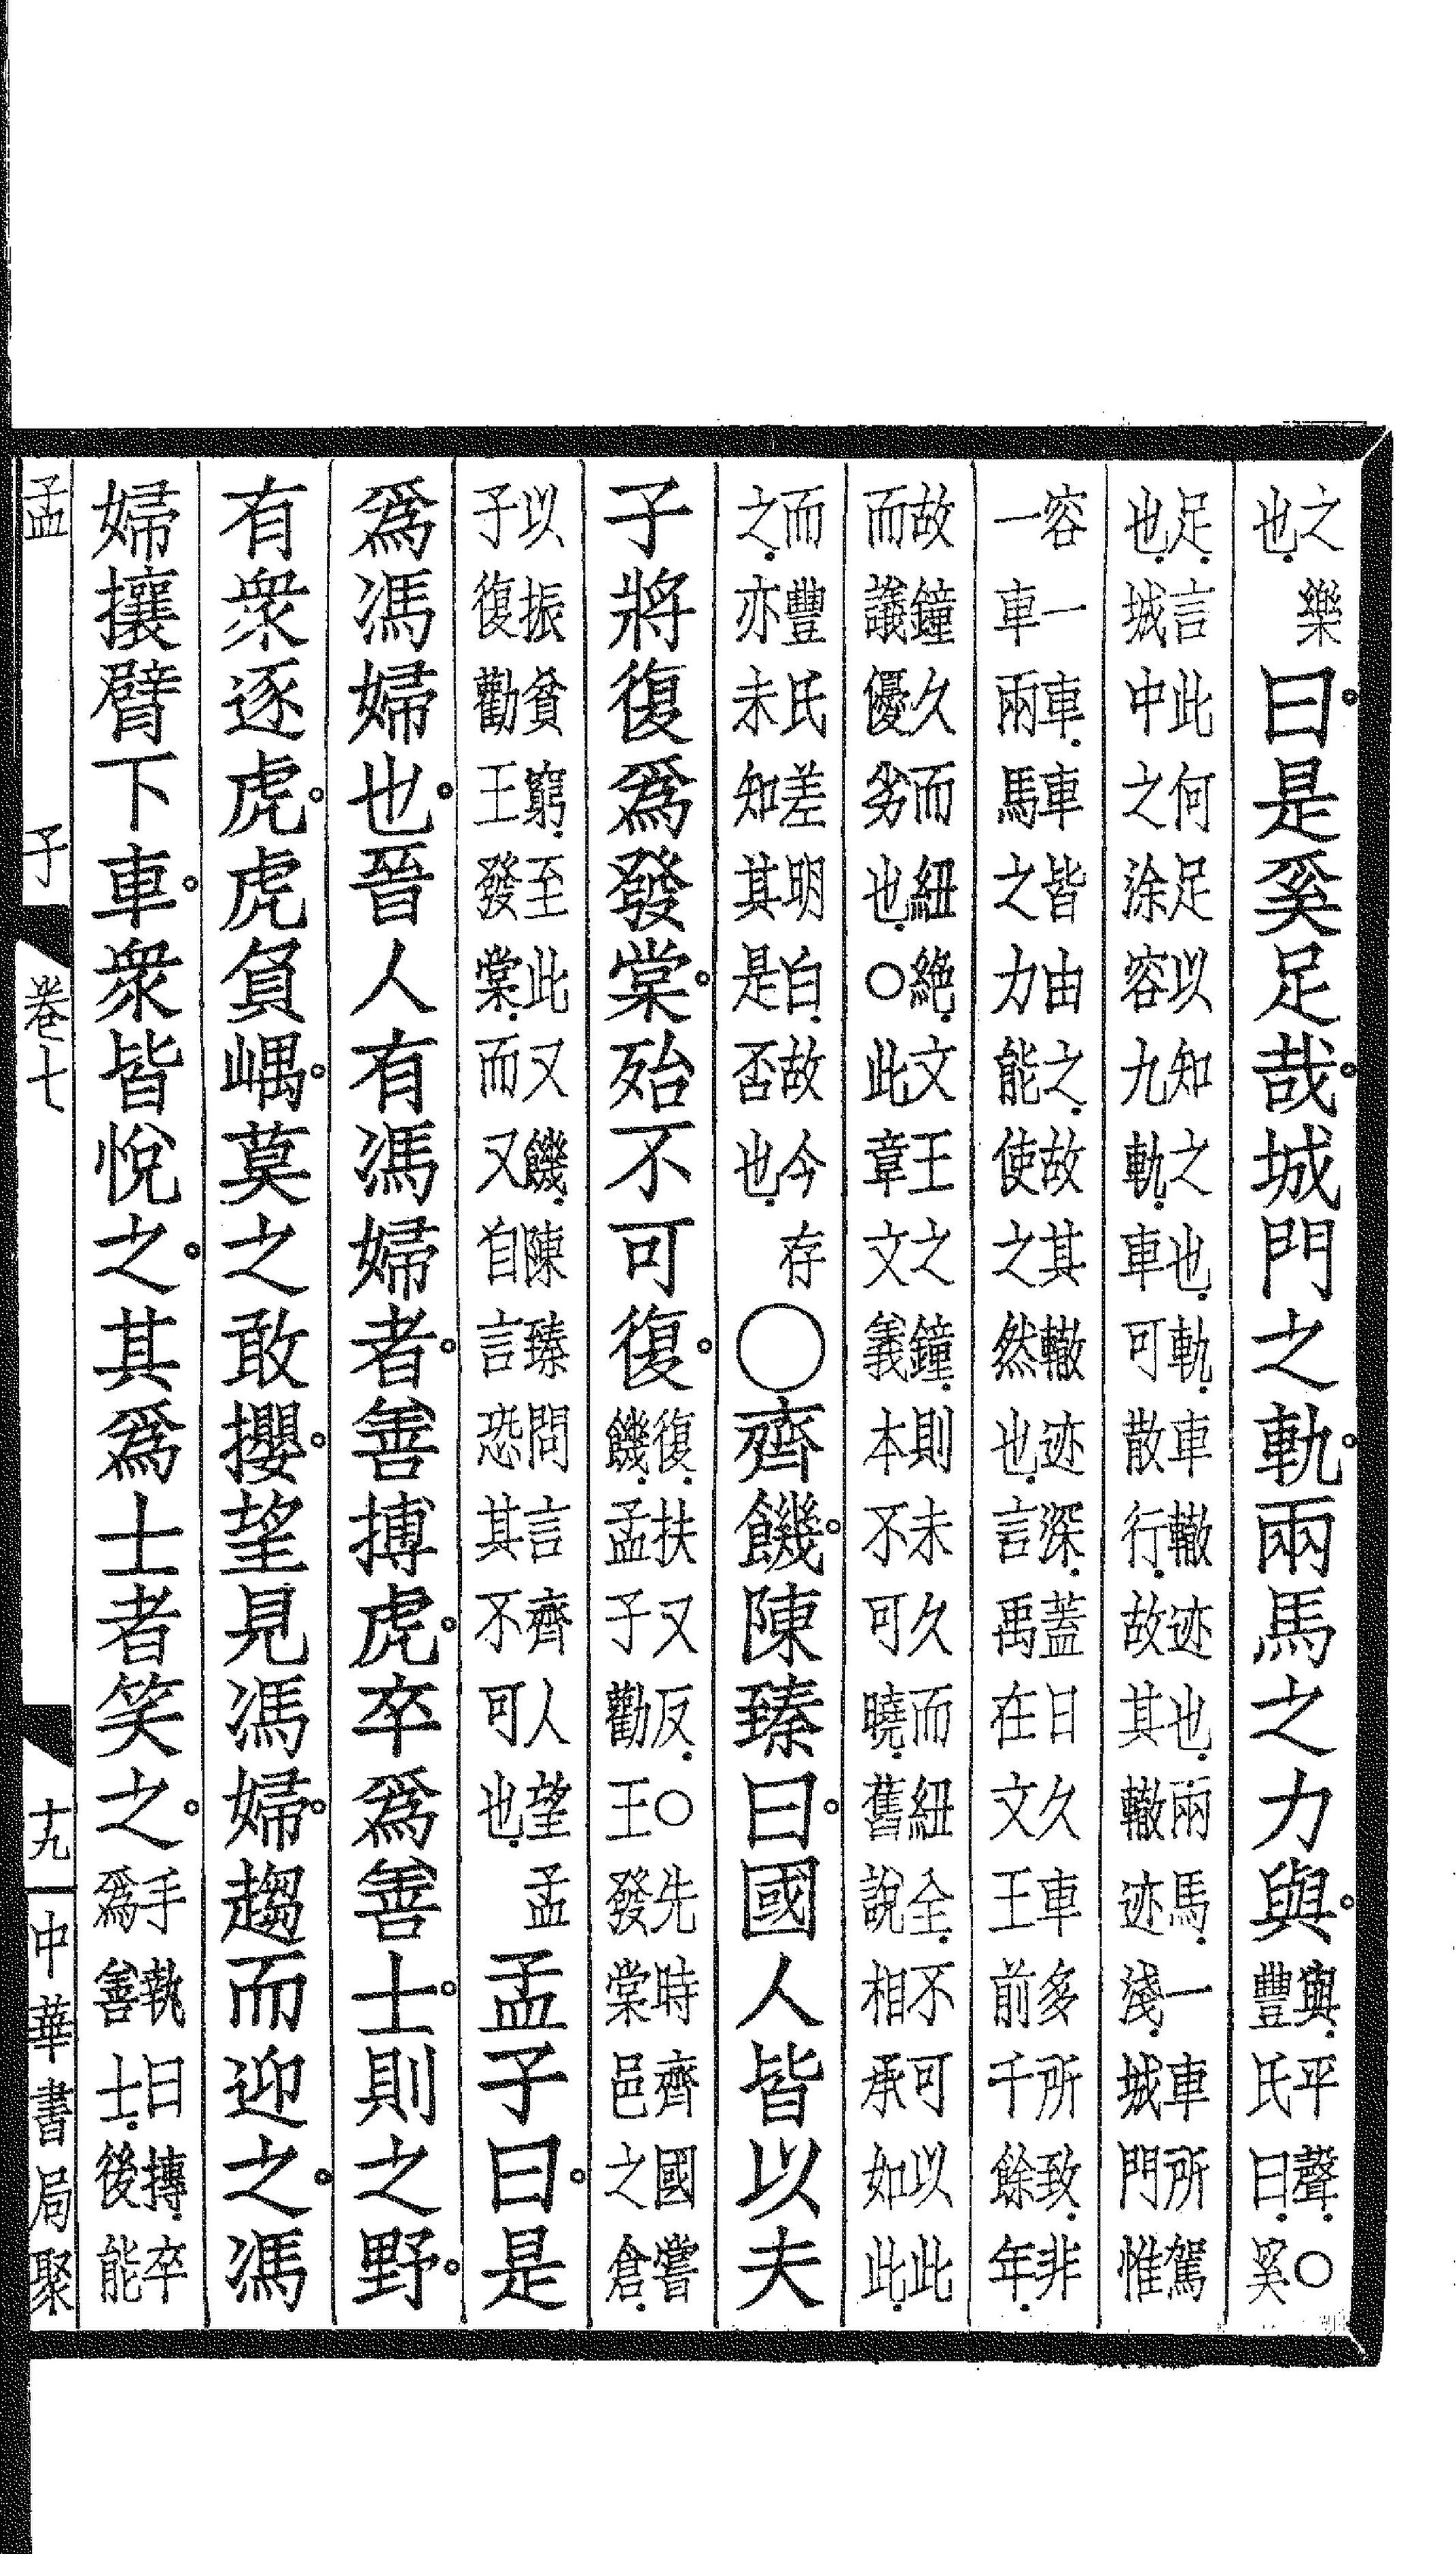 之樂也。曰。是奚足哉。城門之軌。兩馬之力與。與。平聲。○豐氏曰。奚
足。言此何足以知之也。軌。車轍迹也。兩馬。一車所駕
也。城中之涂容九軌。車可散行。故其轍迹淺。城門惟
容一車。車皆由之。故其轍迹深。蓋日久車多所致。非
一車兩馬之力能使之然也。言禹在文王前千餘年。
故鐘久而紐絕。文王之鐘。則未久而紐全。不可以此
而議優劣也。○此章文義本不可曉。舊說相承如此。
而豐氏差明白。故今存之。亦未知其是否也。○齊饑。陳臻曰。國人皆以夫
子將復爲發棠。殆不可復。復。扶又反。○先時齊國嘗饑。孟子勸王發棠邑之倉。
以振貧窮。至此又饑。陳臻問言齊人望孟子復勸王發棠。而又自言恐其不可也。孟子曰。是
爲馮婦也。晉人有馮婦者。善搏虎。卒爲善士。則之野。
有衆逐虎。虎負嵎。莫之敢攖。望見馮婦。趨而迎之。馮
婦攘臂下車。衆皆悅之。其爲士者笑之。手執曰搏。卒爲善士。後能
孟子 卷七 十九 中華書局聚